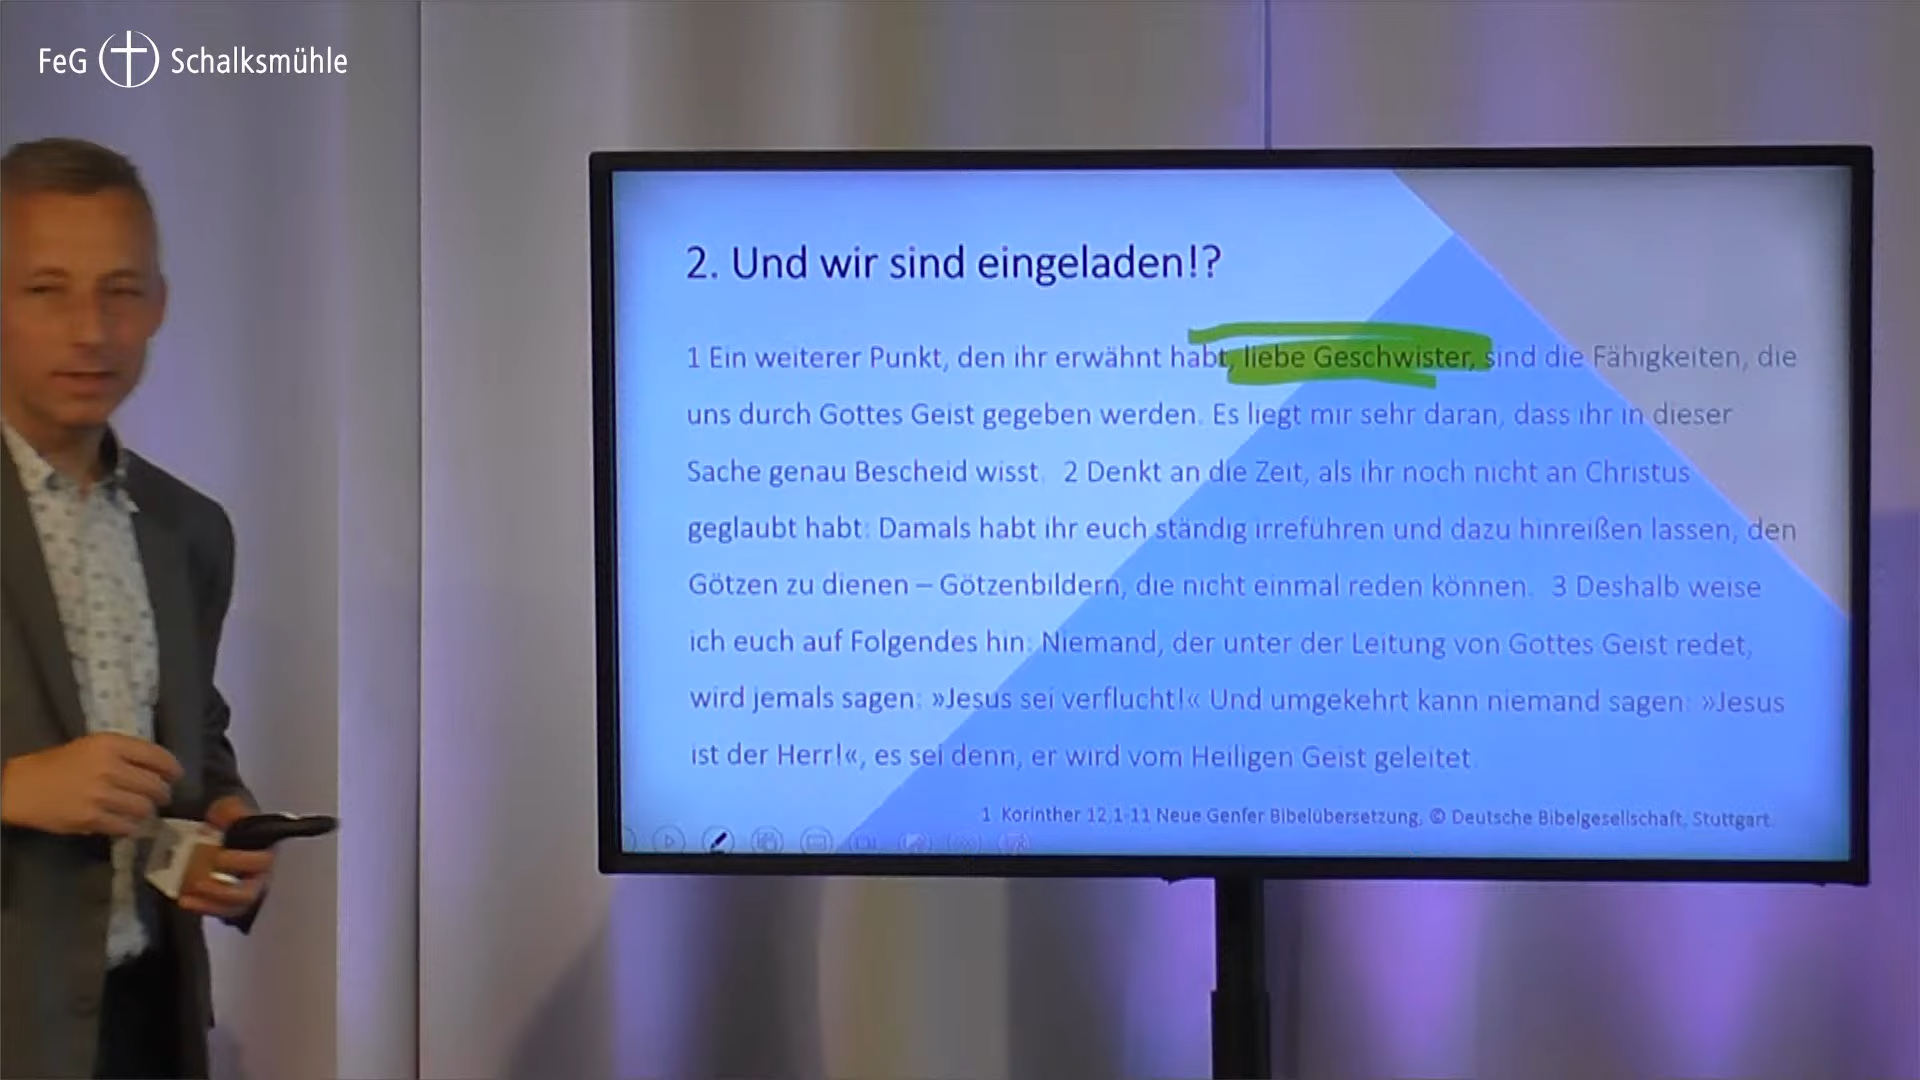 FeG Schalksmühle
2. Und wir sind eingeladen!?
1 Ein weiterer Punkt, den ihr erwähnt habt, liebe Geschwister, sind die Fähigkeiten, die
uns durch Gottes Geist gegeben werden. Es liegt mir sehr daran, dass ihr in dieser
Sache genau Bescheid wisst. 2 Denkt an die Zeit, als ihr noch nicht an Christus
geglaubt habt: Damals habt ihr euch ständig irreführen und dazu hinreißen lassen, den
Götzen zu dienen – Götzenbildern, die nicht einmal reden können. 3 Deshalb weise
ich euch auf Folgendes hin: Niemand, der unter der Leitung von Gottes Geist redet,
wird jemals sagen: »Jesus sei verflucht!« Und umgekehrt kann niemand sagen: »Jesus
ist der Herr!«, es sei denn, er wird vom Heiligen Geist geleitet.
1. Korinther 12,1-11 Neue Genfer Bibelübersetzung, © Deutsche Bibelgesellschaft, Stuttgart.